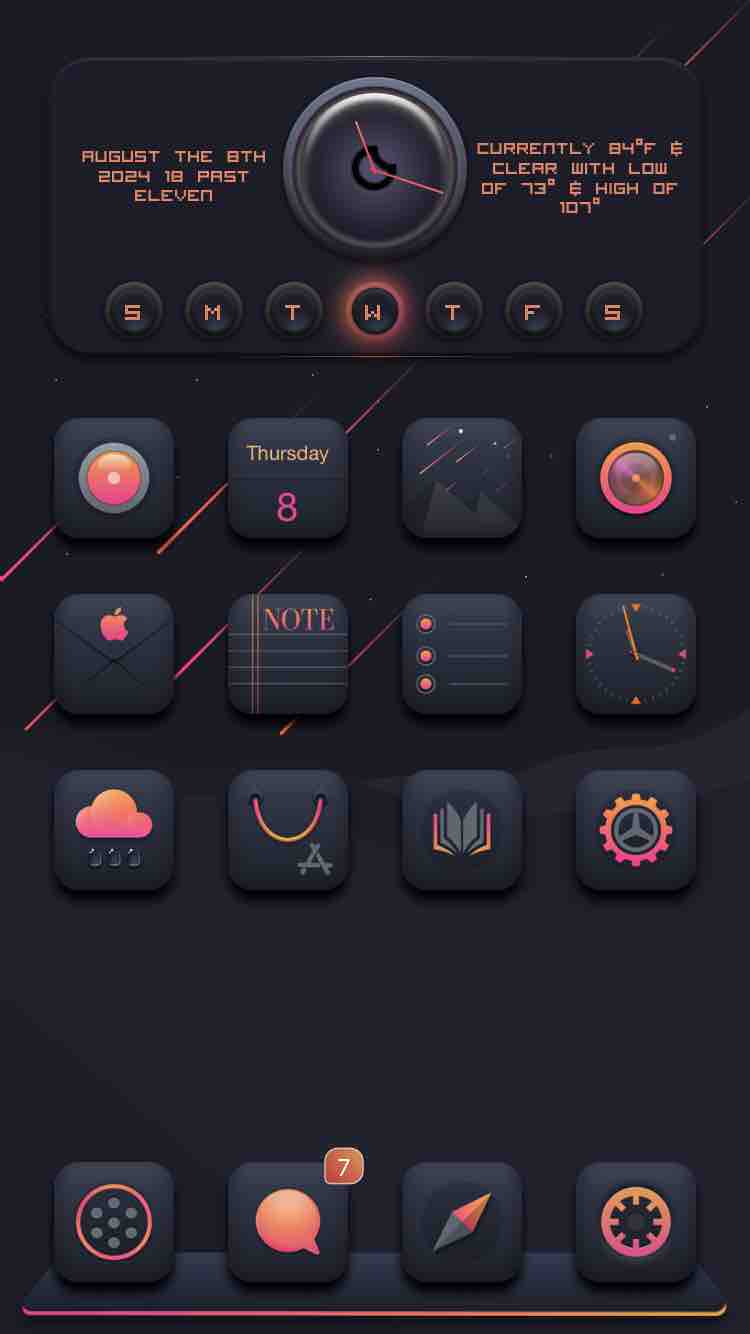 AUGUST THE 8TH
2024 18 PAST
ELEVEN
CURRENTLY 84°F &
CLEAR WITH LOW
OF 73° & HIGH OF
107°
S M T W T F S
Thursday
8
NOTE
7